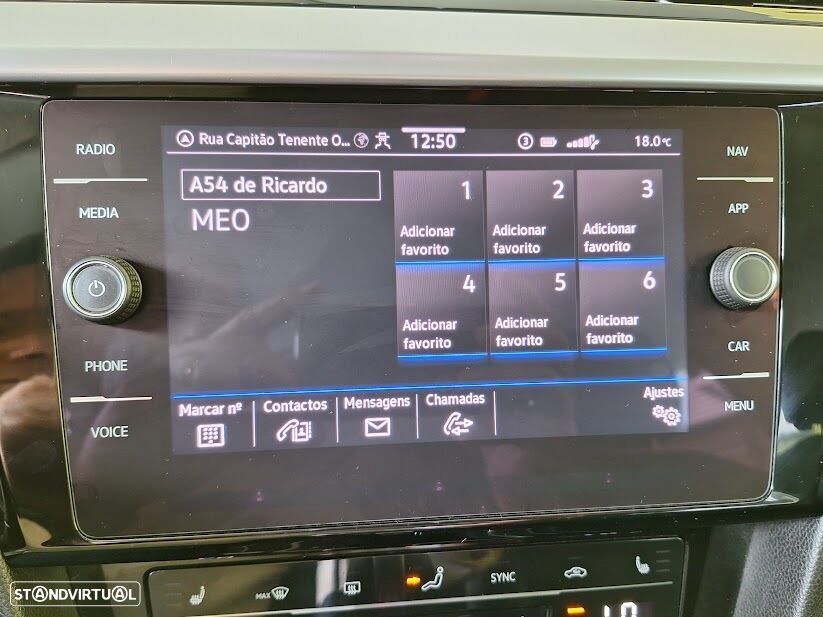 RADIO
MEDIA
PHONE
VOICE
Rua Capitão Tenente O...
12:50
3
18.0°C
A54 de Ricardo
MEO
1
Adicionar
favorito
2
Adicionar
favorito
3
Adicionar
favorito
4
Adicionar
favorito
5
Adicionar
favorito
6
Adicionar
favorito
Marcar nº
Contactos
Mensagens
Chamadas
Ajustes
NAV
APP
CAR
MENU
MAX
SYNC
STANDVIRTUAL